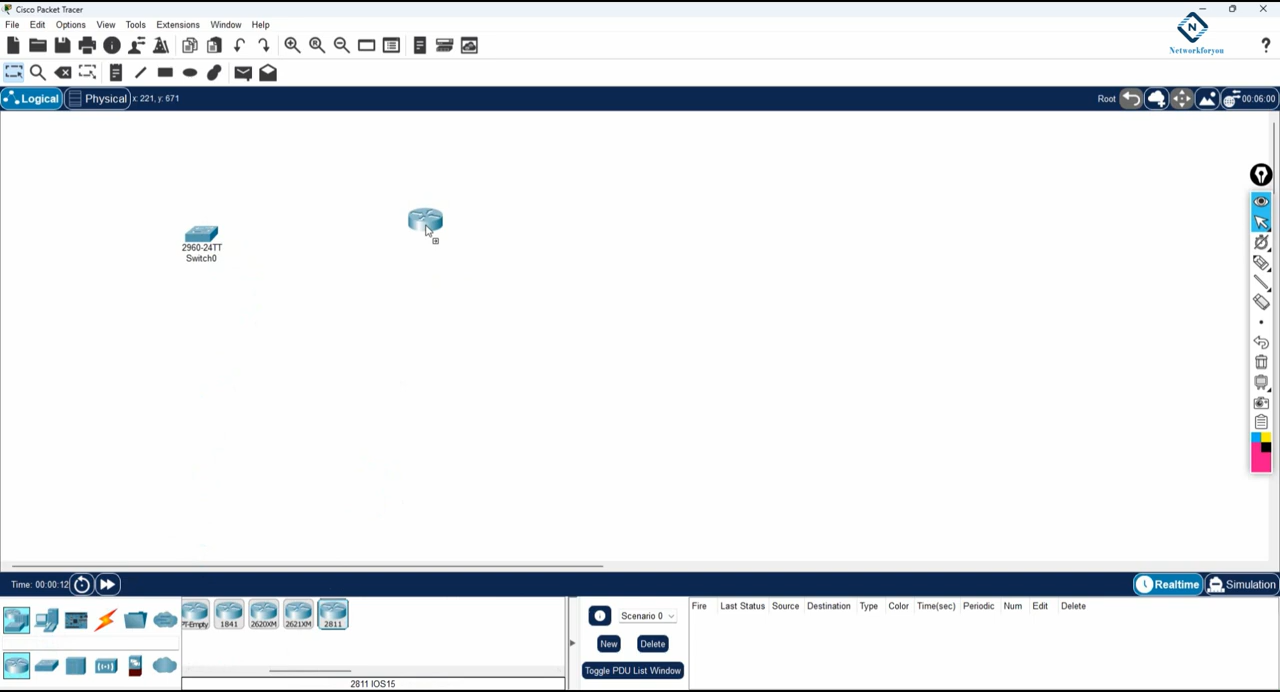 Cisco Packet Tracer
File Edit Options View Tools Extensions Window Help
N
Networkforyou
?
Logical Physical x: 221, y: 671
Root 00:06:00
2960-24TT
Switch0
Time: 00:00:12
Realtime Simulation
PT-Empty 1841 2620XM 2621XM 2811
2811 IOS15
Scenario 0
New Delete
Toggle PDU List Window
Fire Last Status Source Destination Type Color Time(sec) Periodic Num Edit Delete